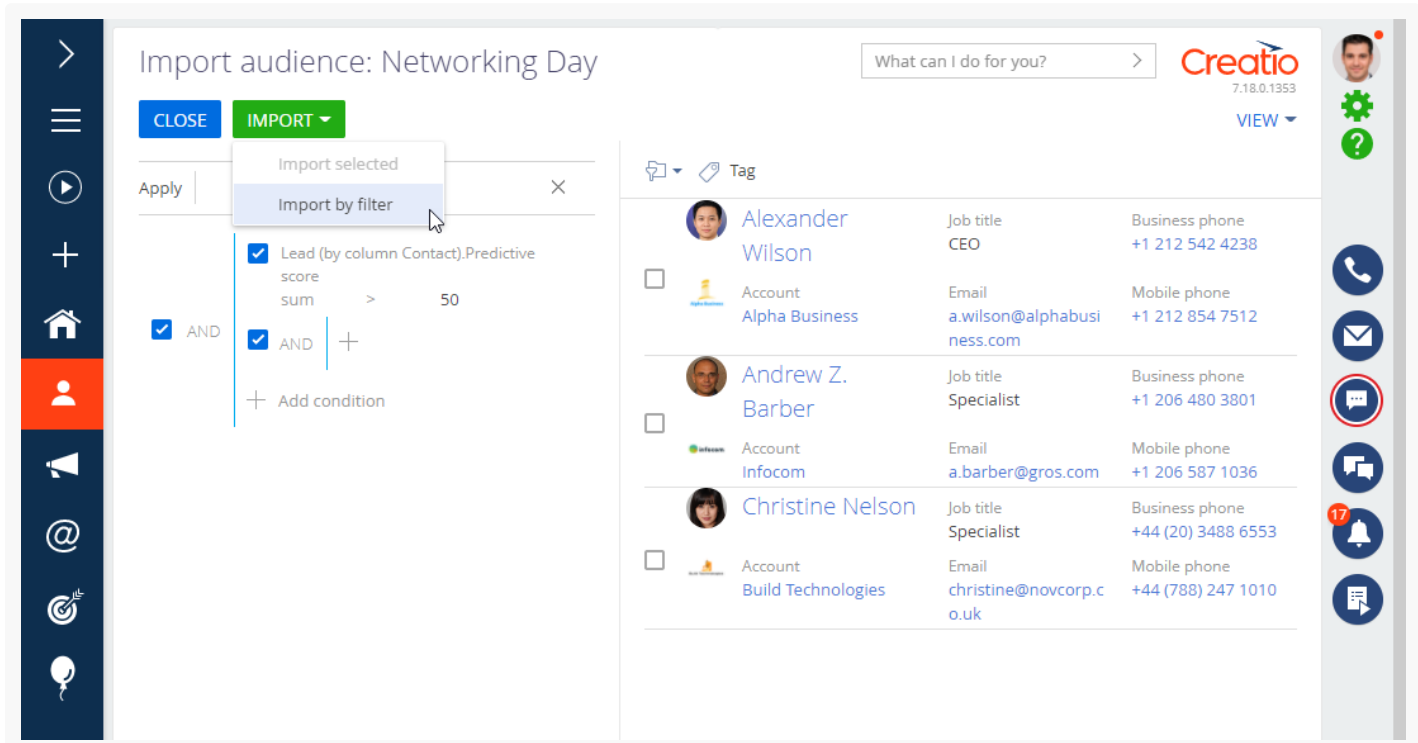 Import audience: Networking Day
What can I do for you?
Creatio
7.18.0.1353
CLOSE
IMPORT
VIEW
Import selected
Import by filter
Apply
Tag
Lead (by column Contact).Predictive
score
sum > 50
AND
AND
Add condition
Alexander
Wilson
Job title
CEO
Business phone
+1 212 542 4238
Account
Alpha Business
Email
a.wilson@alphabusi
ness.com
Mobile phone
+1 212 854 7512
Andrew Z.
Barber
Job title
Specialist
Business phone
+1 206 480 3801
infocom
Account
Infocom
Email
a.barber@gros.com
Mobile phone
+1 206 587 1036
Christine Nelson
Job title
Specialist
Business phone
+44 (20) 3488 6553
Account
Build Technologies
Email
christine@novcorp.c
o.uk
Mobile phone
+44 (788) 247 1010
17